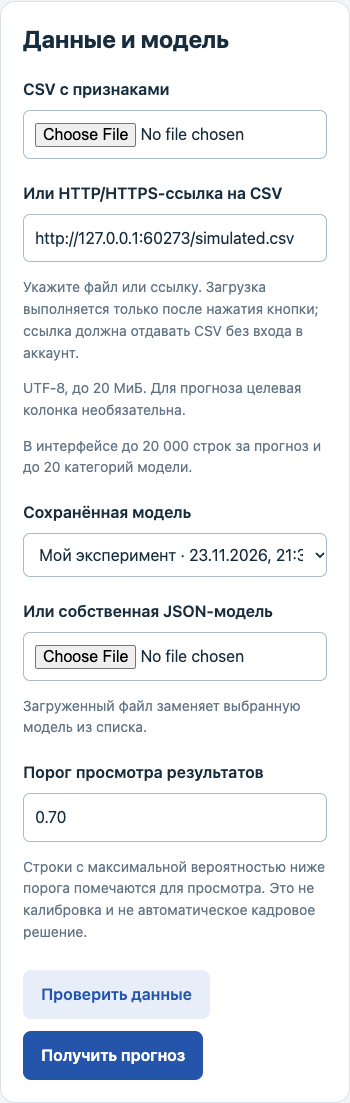 Данные и модель
CSV с признаками
Choose File No file chosen
Или HTTP/HTTPS-ссылка на CSV
http://127.0.0.1:60273/simulated.csv
Укажите файл или ссылку. Загрузка
выполняется только после нажатия кнопки;
ссылка должна отдавать CSV без входа в
аккаунт.
UTF-8, до 20 МиБ. Для прогноза целевая
колонка необязательна.
В интерфейсе до 20 000 строк за прогноз и
до 20 категорий модели.
Сохранённая модель
Мой эксперимент · 23.11.2026, 21:3
Или собственная JSON-модель
Choose File No file chosen
Загруженный файл заменяет выбранную
модель из списка.
Порог просмотра результатов
0.70
Строки с максимальной вероятностью ниже
порога помечаются для просмотра. Это не
калибровка и не автоматическое кадровое
решение.
Проверить данные
Получить прогноз